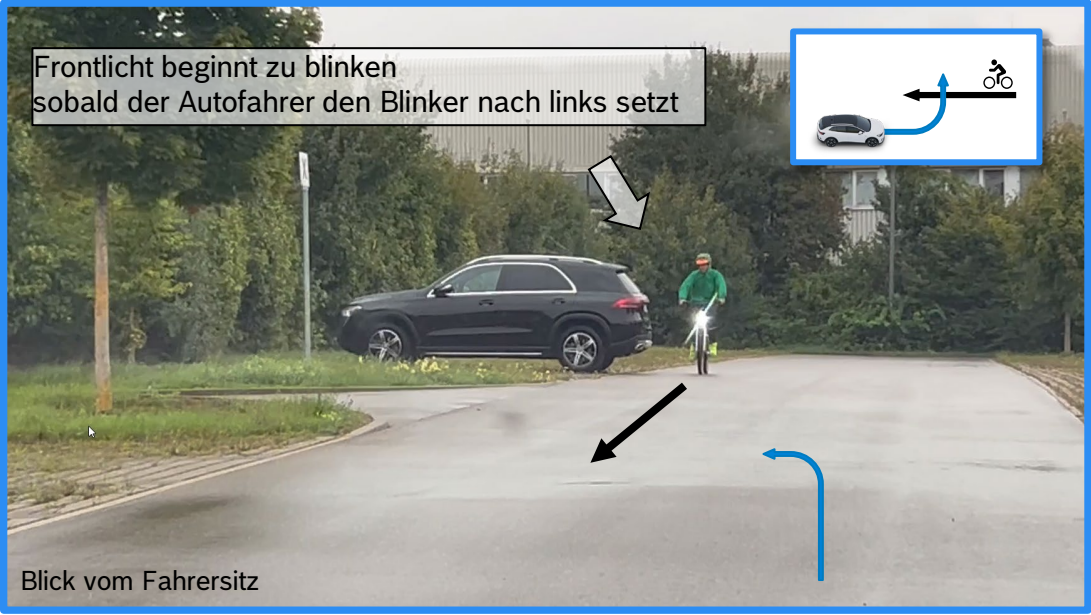 Frontlicht beginnt zu blinken
sobald der Autofahrer den Blinker nach links setzt
Blick vom Fahrersitz